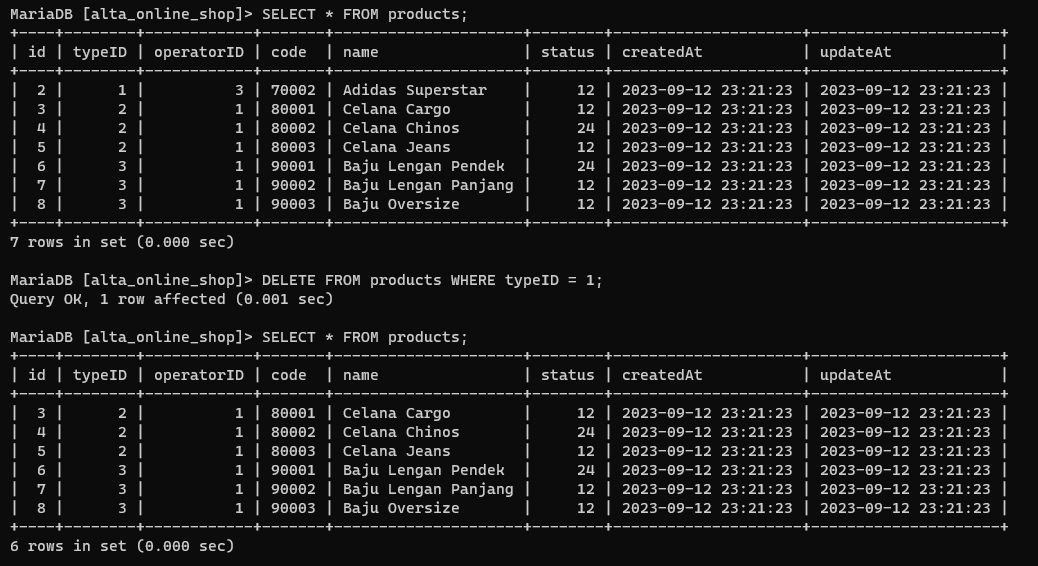 MariaDB [alta_online_shop]> SELECT * FROM products;
+----+--------+------------+-------+---------------------+--------+---------------------+---------------------+
| id | typeID | operatorID | code  | name                | status | createdAt           | updateAt            |
+----+--------+------------+-------+---------------------+--------+---------------------+---------------------+
|  2 |      1 |          3 | 70002 | Adidas Superstar    |     12 | 2023-09-12 23:21:23 | 2023-09-12 23:21:23 |
|  3 |      2 |          1 | 80001 | Celana Cargo        |     12 | 2023-09-12 23:21:23 | 2023-09-12 23:21:23 |
|  4 |      2 |          1 | 80002 | Celana Chinos       |     24 | 2023-09-12 23:21:23 | 2023-09-12 23:21:23 |
|  5 |      2 |          1 | 80003 | Celana Jeans        |     12 | 2023-09-12 23:21:23 | 2023-09-12 23:21:23 |
|  6 |      3 |          1 | 90001 | Baju Lengan Pendek  |     24 | 2023-09-12 23:21:23 | 2023-09-12 23:21:23 |
|  7 |      3 |          1 | 90002 | Baju Lengan Panjang |     12 | 2023-09-12 23:21:23 | 2023-09-12 23:21:23 |
|  8 |      3 |          1 | 90003 | Baju Oversize       |     12 | 2023-09-12 23:21:23 | 2023-09-12 23:21:23 |
+----+--------+------------+-------+---------------------+--------+---------------------+---------------------+
7 rows in set (0.000 sec)

MariaDB [alta_online_shop]> DELETE FROM products WHERE typeID = 1;
Query OK, 1 row affected (0.001 sec)

MariaDB [alta_online_shop]> SELECT * FROM products;
+----+--------+------------+-------+---------------------+--------+---------------------+---------------------+
| id | typeID | operatorID | code  | name                | status | createdAt           | updateAt            |
+----+--------+------------+-------+---------------------+--------+---------------------+---------------------+
|  3 |      2 |          1 | 80001 | Celana Cargo        |     12 | 2023-09-12 23:21:23 | 2023-09-12 23:21:23 |
|  4 |      2 |          1 | 80002 | Celana Chinos       |     24 | 2023-09-12 23:21:23 | 2023-09-12 23:21:23 |
|  5 |      2 |          1 | 80003 | Celana Jeans        |     12 | 2023-09-12 23:21:23 | 2023-09-12 23:21:23 |
|  6 |      3 |          1 | 90001 | Baju Lengan Pendek  |     24 | 2023-09-12 23:21:23 | 2023-09-12 23:21:23 |
|  7 |      3 |          1 | 90002 | Baju Lengan Panjang |     12 | 2023-09-12 23:21:23 | 2023-09-12 23:21:23 |
|  8 |      3 |          1 | 90003 | Baju Oversize       |     12 | 2023-09-12 23:21:23 | 2023-09-12 23:21:23 |
+----+--------+------------+-------+---------------------+--------+---------------------+---------------------+
6 rows in set (0.000 sec)